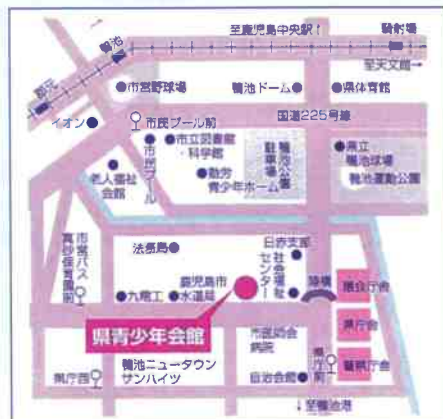 至鹿児島中央駅↑
騎射場
鴨池
至天文館→
郡元
市営野球場
鴨池ドーム
県体育館
イオン
市民プール前
国道225号線
市立図書館
・科学館
市民プール
勤労
青少年ホーム
鴨池公園
駐車場
県立
鴨池球場
鴨池運動公園
老人福祉
会館
市営バス
真砂保育園前
法務局
日赤支部
社会福祉
センター
陸橋
議会庁舎
九電工
鹿児島市
水道局
県青少年会館
県庁舎
市医師会
病院
県庁前
警察庁舎
県庁西
鴨池ニュータウン
サンハイツ
自治会館
↓至鴨池港